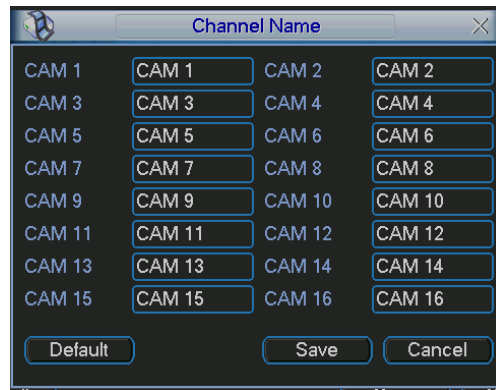 Channel Name
CAM 1 CAM 1 CAM 2 CAM 2
CAM 3 CAM 3 CAM 4 CAM 4
CAM 5 CAM 5 CAM 6 CAM 6
CAM 7 CAM 7 CAM 8 CAM 8
CAM 9 CAM 9 CAM 10 CAM 10
CAM 11 CAM 11 CAM 12 CAM 12
CAM 13 CAM 13 CAM 14 CAM 14
CAM 15 CAM 15 CAM 16 CAM 16
Default Save Cancel